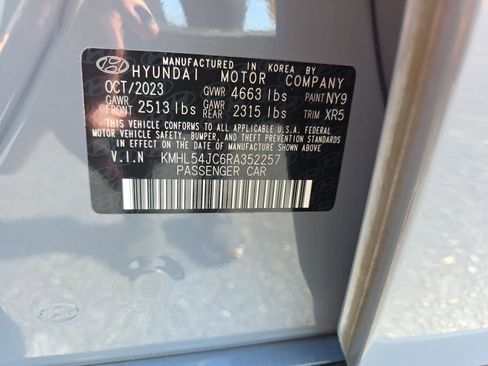 MANUFACTURED IN KOREA BY
HYUNDAI MOTOR COMPANY
OCT/2023 GVWR 4663 lbs PAINT NY9
GAWR FRONT 2513 lbs GAWR REAR 2315 lbs TRIM XR5
THIS VEHICLE CONFORMS TO ALL APPLICABLE U.S.A. FEDERAL
MOTOR VEHICLE SAFETY, BUMPER, AND THEFT PREVENTION STANDARDS
IN EFFECT ON THE DATE OF MANUFACTURE SHOWN ABOVE.
V.I.N KMHL54JC6RA352257
PASSENGER CAR